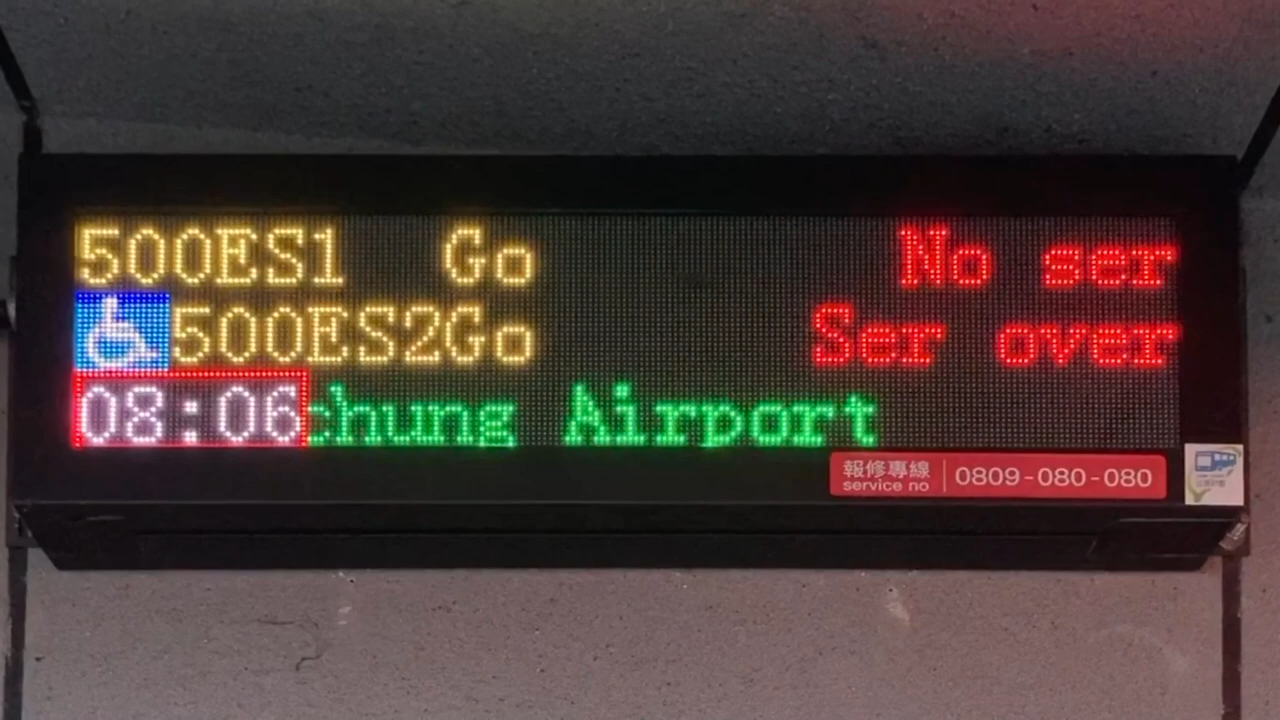 500ES1 Go No ser
500ES2Go Ser over
08:06 chung Airport
報修專線
service no
0809-080-080